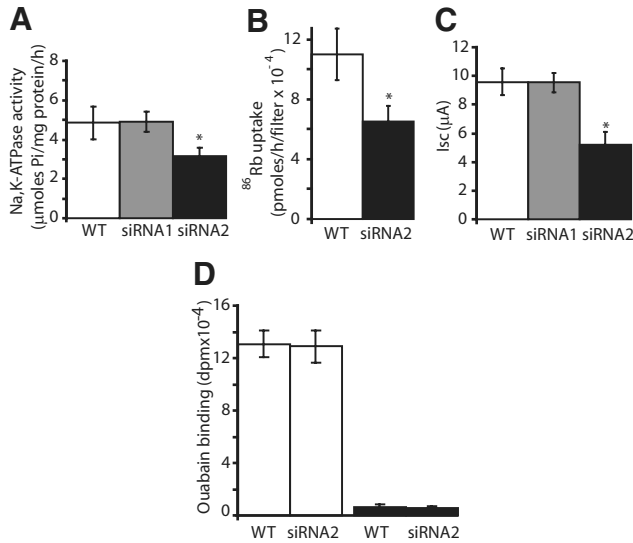 A
Na,K-ATPase activity
(µmoles Pi/mg protein/h)
8
6
4
2
0
*
WT siRNA1 siRNA2
B
86Rb uptake
(pmoles/h/filter x 10-4)
12
8
4
0
*
WT siRNA2
C
Isc (µA)
12
10
8
6
4
2
0
*
WT siRNA1 siRNA2
D
Ouabain binding (dpmx10-4)
16
12
8
4
0
WT siRNA2 WT siRNA2